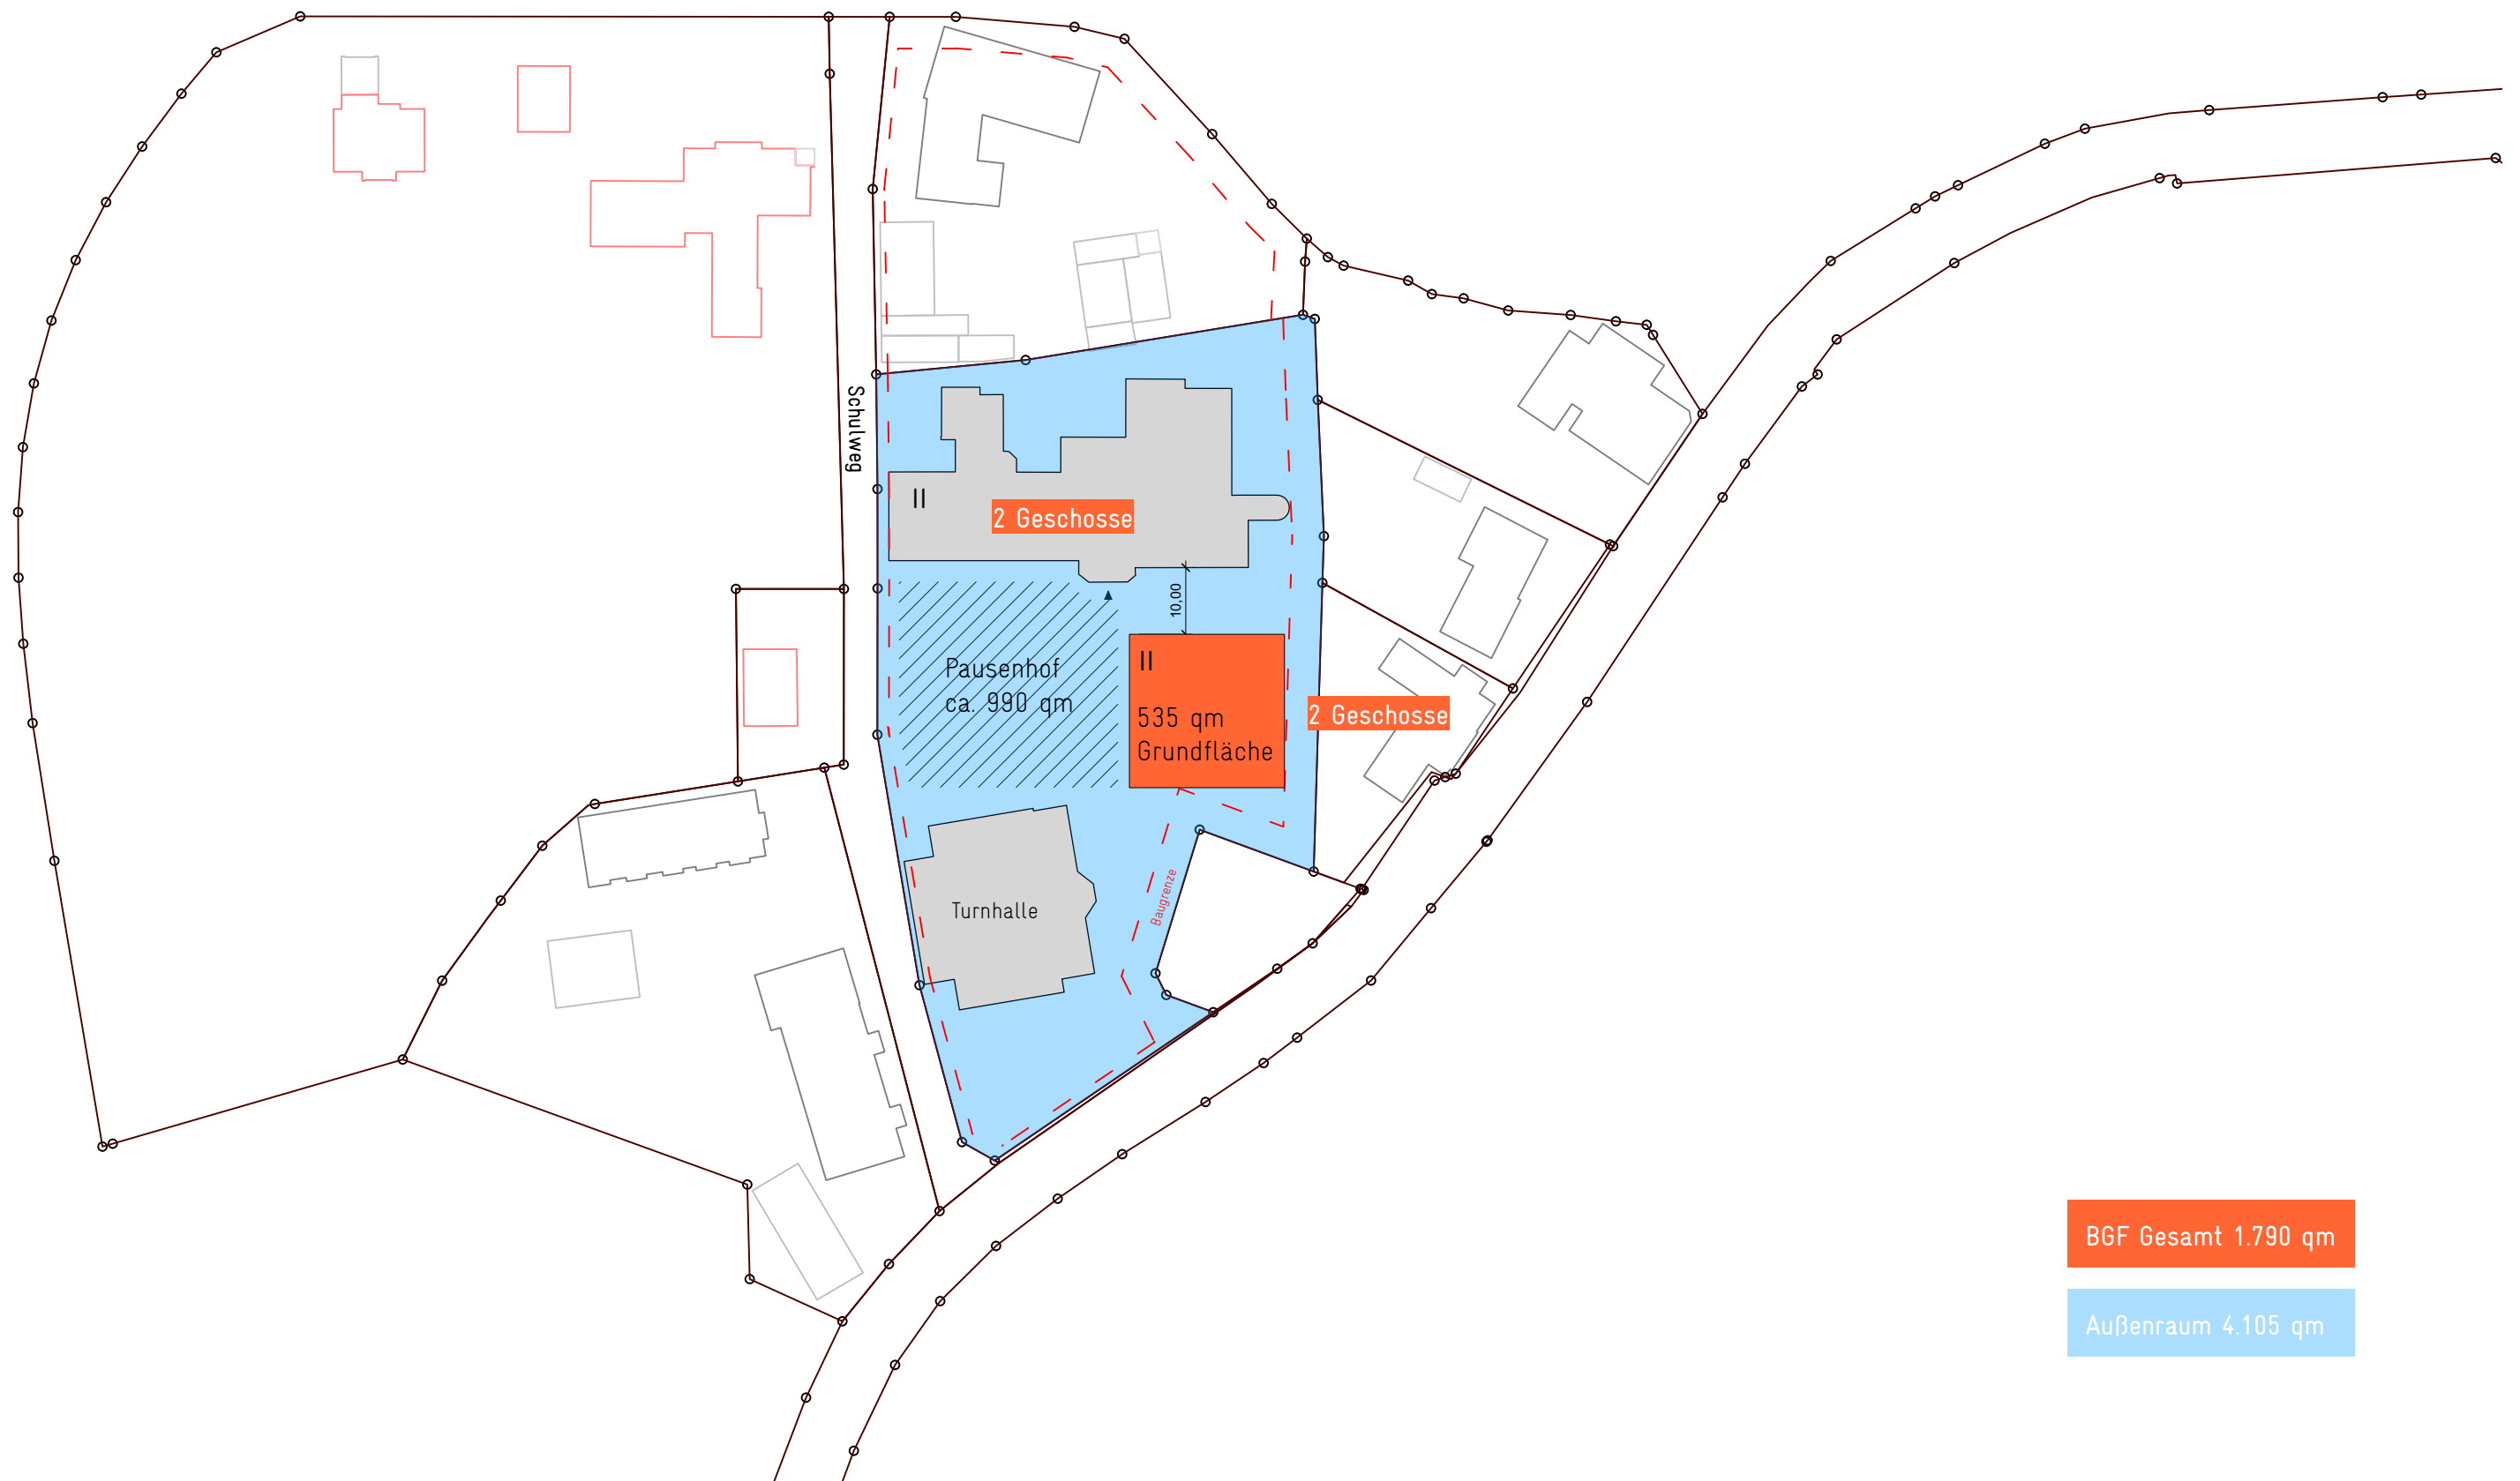 Schulweg
II
2 Geschosse
10,00
Pausenhof
ca. 990 qm
II
535 qm
Grundfläche
2 Geschosse
Turnhalle
Baugrenze
BGF Gesamt 1.790 qm
Außenraum 4.105 qm